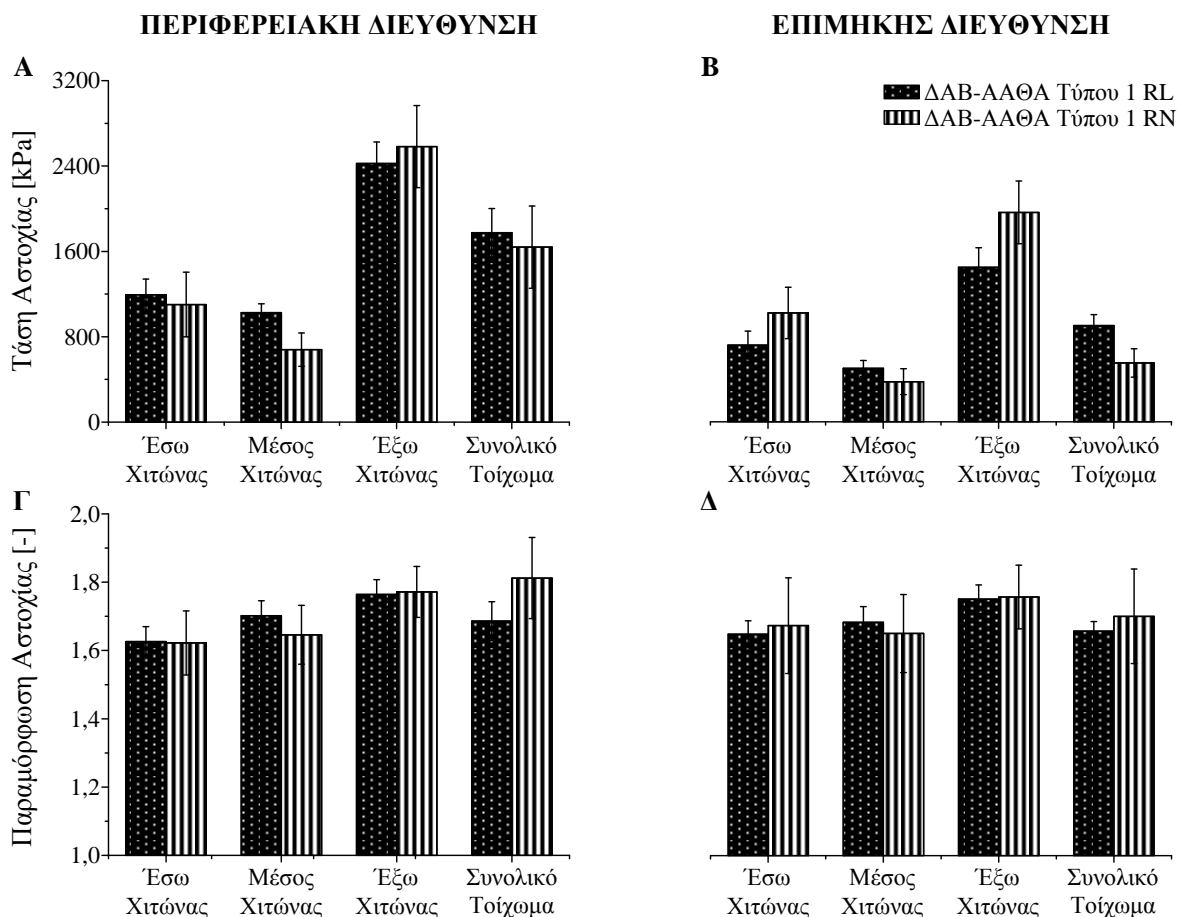 ΠΕΡΙΦΕΡΕΙΑΚΗ ΔΙΕΥΘΥΝΣΗ
ΕΠΙΜΗΚΗΣ ΔΙΕΥΘΥΝΣΗ
Α
Τάση Αστοχίας [kPa]
3200
2400
1600
800
0
Έσω Χιτώνας
Μέσος Χιτώνας
Έξω Χιτώνας
Συνολικό Τοίχωμα
Β
ΔΑΒ-ΑΑΘΑ Τύπου 1 RL
ΔΑΒ-ΑΑΘΑ Τύπου 1 RN
Έσω Χιτώνας
Μέσος Χιτώνας
Έξω Χιτώνας
Συνολικό Τοίχωμα
Γ
Παραμόρφωση Αστοχίας [-]
2,0
1,8
1,6
1,4
1,2
1,0
Έσω Χιτώνας
Μέσος Χιτώνας
Έξω Χιτώνας
Συνολικό Τοίχωμα
Δ
Έσω Χιτώνας
Μέσος Χιτώνας
Έξω Χιτώνας
Συνολικό Τοίχωμα